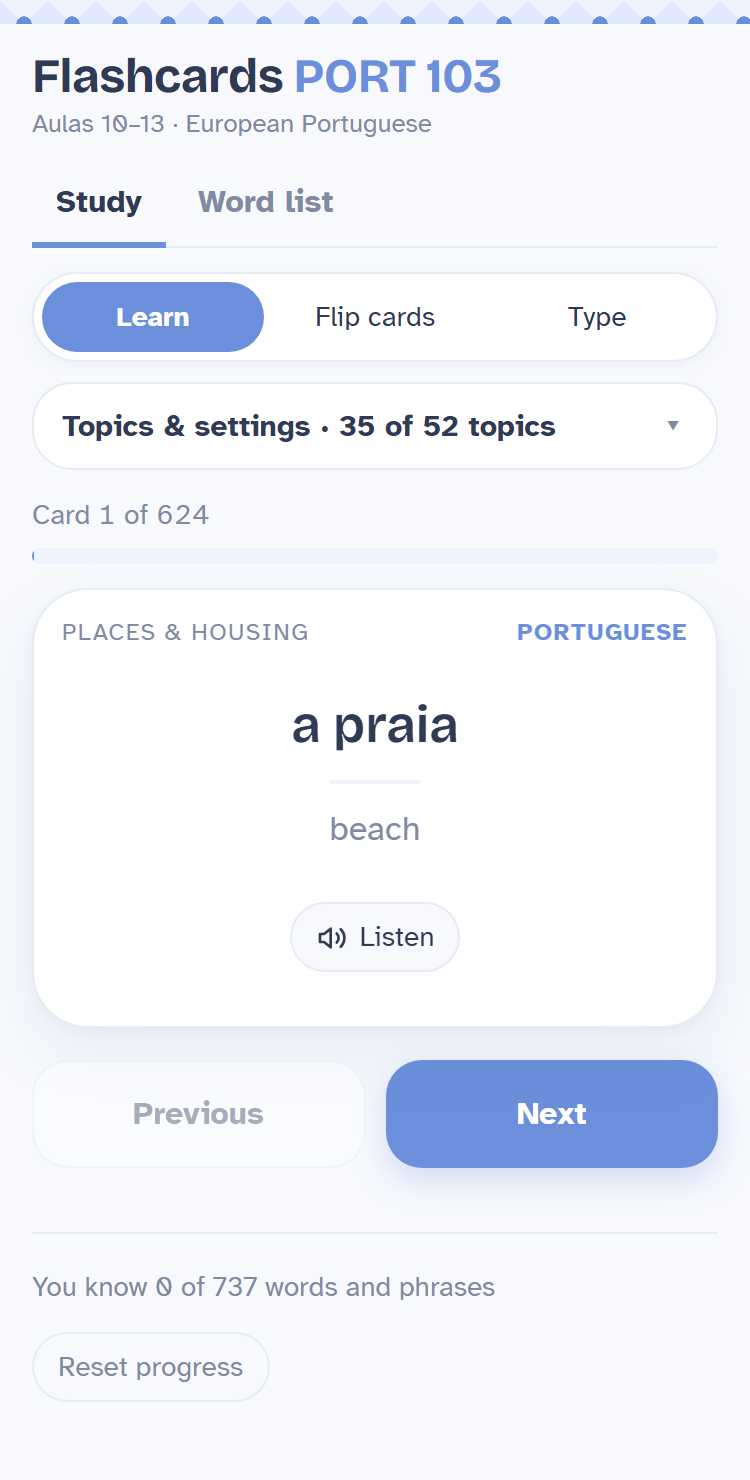 Flashcards PORT 103
Aulas 10–13 · European Portuguese
Study Word list
Learn Flip cards Type
Topics & settings · 35 of 52 topics
Card 1 of 624
PLACES & HOUSING PORTUGUESE
a praia
beach
Listen
Previous Next
You know 0 of 737 words and phrases
Reset progress